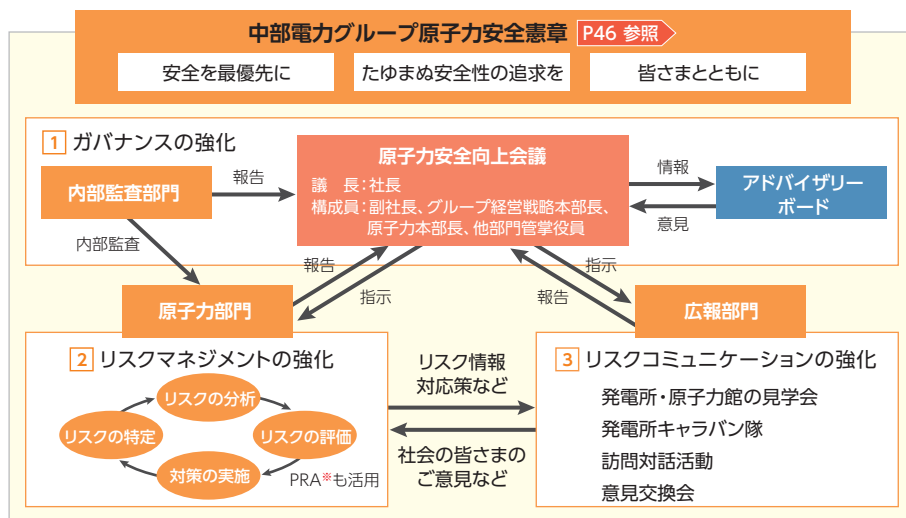 中部電力グループ原子力安全憲章 P46 参照
安全を最優先に
たゆまぬ安全性の追求を
皆さまとともに
1 ガバナンスの強化
内部監査部門
報告
原子力安全向上会議
議 長:社長
構成員:副社長、グループ経営戦略本部長、
原子力本部長、他部門管掌役員
情報
意見
アドバイザリー
ボード
内部監査
報告
指示
指示
報告
原子力部門
広報部門
2 リスクマネジメントの強化
リスクの分析
リスクの特定
リスクの評価
対策の実施
PRA※も活用
リスク情報
対応策など
社会の皆さまの
ご意見など
3 リスクコミュニケーションの強化
発電所・原子力館の見学会
発電所キャラバン隊
訪問対話活動
意見交換会